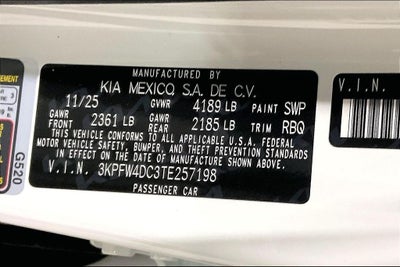 MANUFACTURED BY
KIA MEXICO, S.A. DE C.V.
11/25 GVWR 4189 LB PAINT SWP
GAWR FRONT 2361 LB GAWR REAR 2185 LB TRIM RBQ
THIS VEHICLE CONFORMS TO ALL APPLICABLE U.S.A. FEDERAL
MOTOR VEHICLE SAFETY, BUMPER, AND THEFT PREVENTION STANDARDS
IN EFFECT ON THE DATE OF MANUFACTURE SHOWN ABOVE.
V.I.N. 3KPFW4DC3TE257198
PASSENGER CAR
G520
V.I.N.